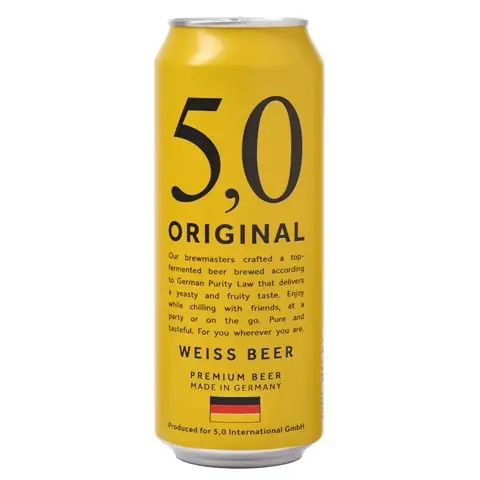 5,0
ORIGINAL
Our brewmasters crafted a top-
fermented beer brewed according
to German Purity Law that delivers
a yeasty and fruity taste. Enjoy
while chilling with friends, at a
party or on the go. Pure and
tasteful. For you wherever you are.
WEISS BEER
PREMIUM BEER
MADE IN GERMANY
Produced for 5,0 International GmbH